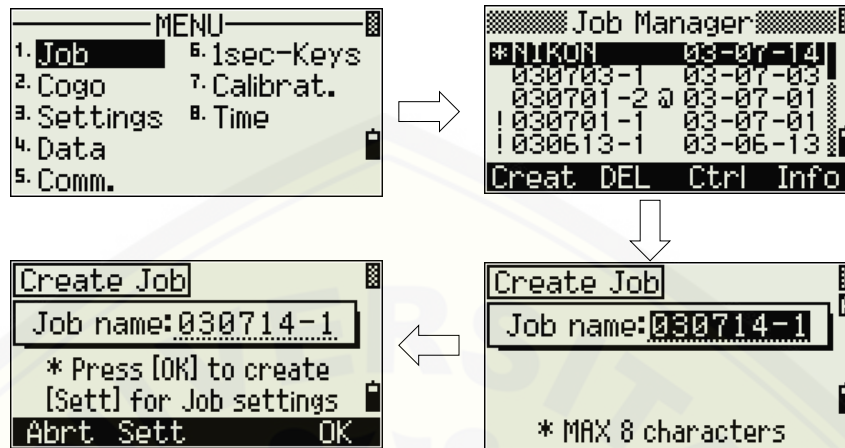 MENU
1. Job
2. Cogo
3. Settings
4. Data
5. Comm.
6. 1sec-Keys
7. Calibrat.
8. Time
Job Manager
*NIKON 03-07-14
030703-1 03-07-03
030701-2 @ 03-07-01
!030701-1 03-07-01
!030613-1 03-06-13
Creat DEL Ctrl Info
Create Job
Job name:030714-1
* MAX 8 characters
Create Job
Job name:030714-1
* Press [OK] to create
[Sett] for Job settings
Abrt Sett OK